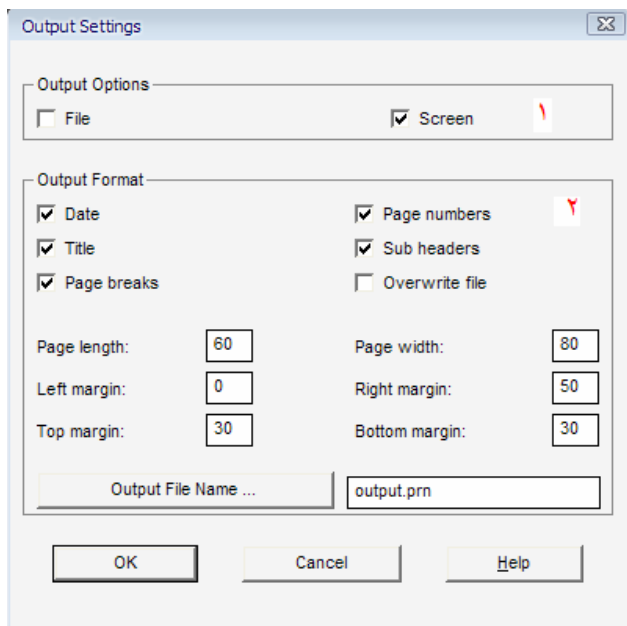 Output Settings
Output Options
File Screen ١
Output Format
Date Page numbers ٢
Title Sub headers
Page breaks Overwrite file
Page length: 60 Page width: 80
Left margin: 0 Right margin: 50
Top margin: 30 Bottom margin: 30
Output File Name ... output.prn
OK Cancel Help